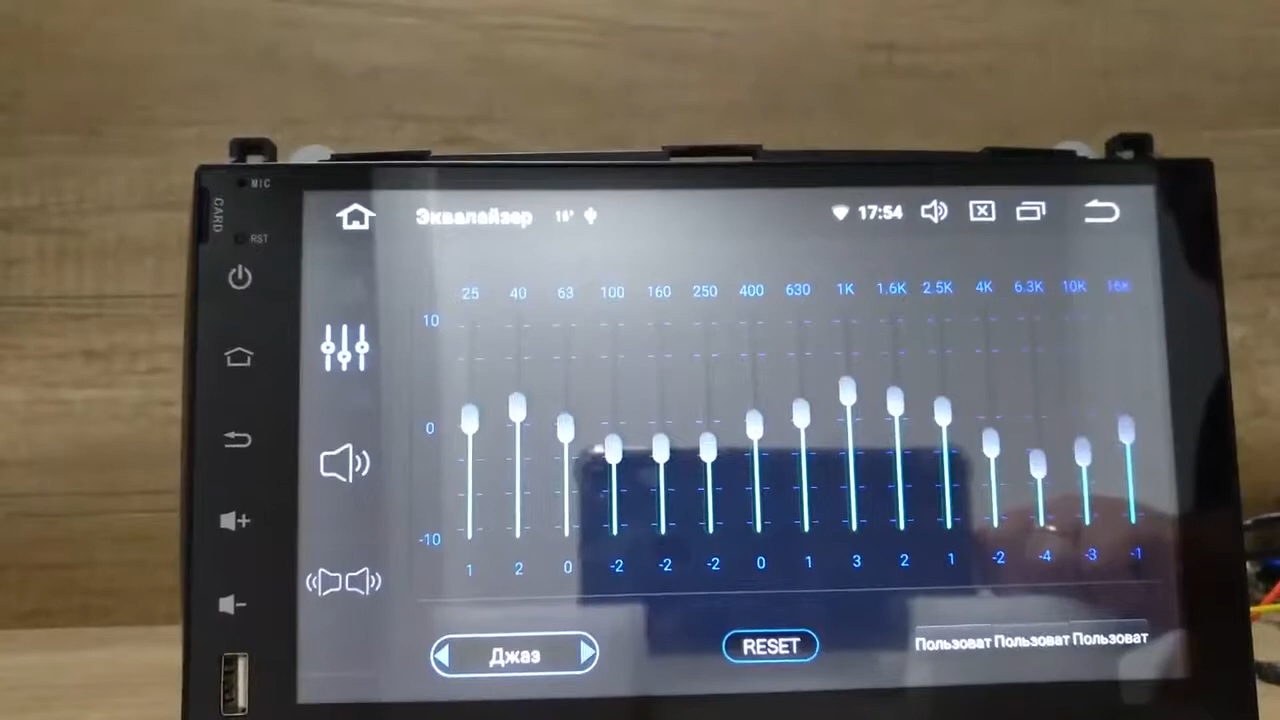 MIC
CARD
RST
Эквалайзер 16° 17:54
25 40 63 100 160 250 400 630 1K 1.6K 2.5K 4K 6.3K 10K 16K
10
0
-10
1 2 0 -2 -2 -2 0 1 3 2 1 -2 -4 -3 -1
Джаз RESET Пользоват Пользоват Пользоват